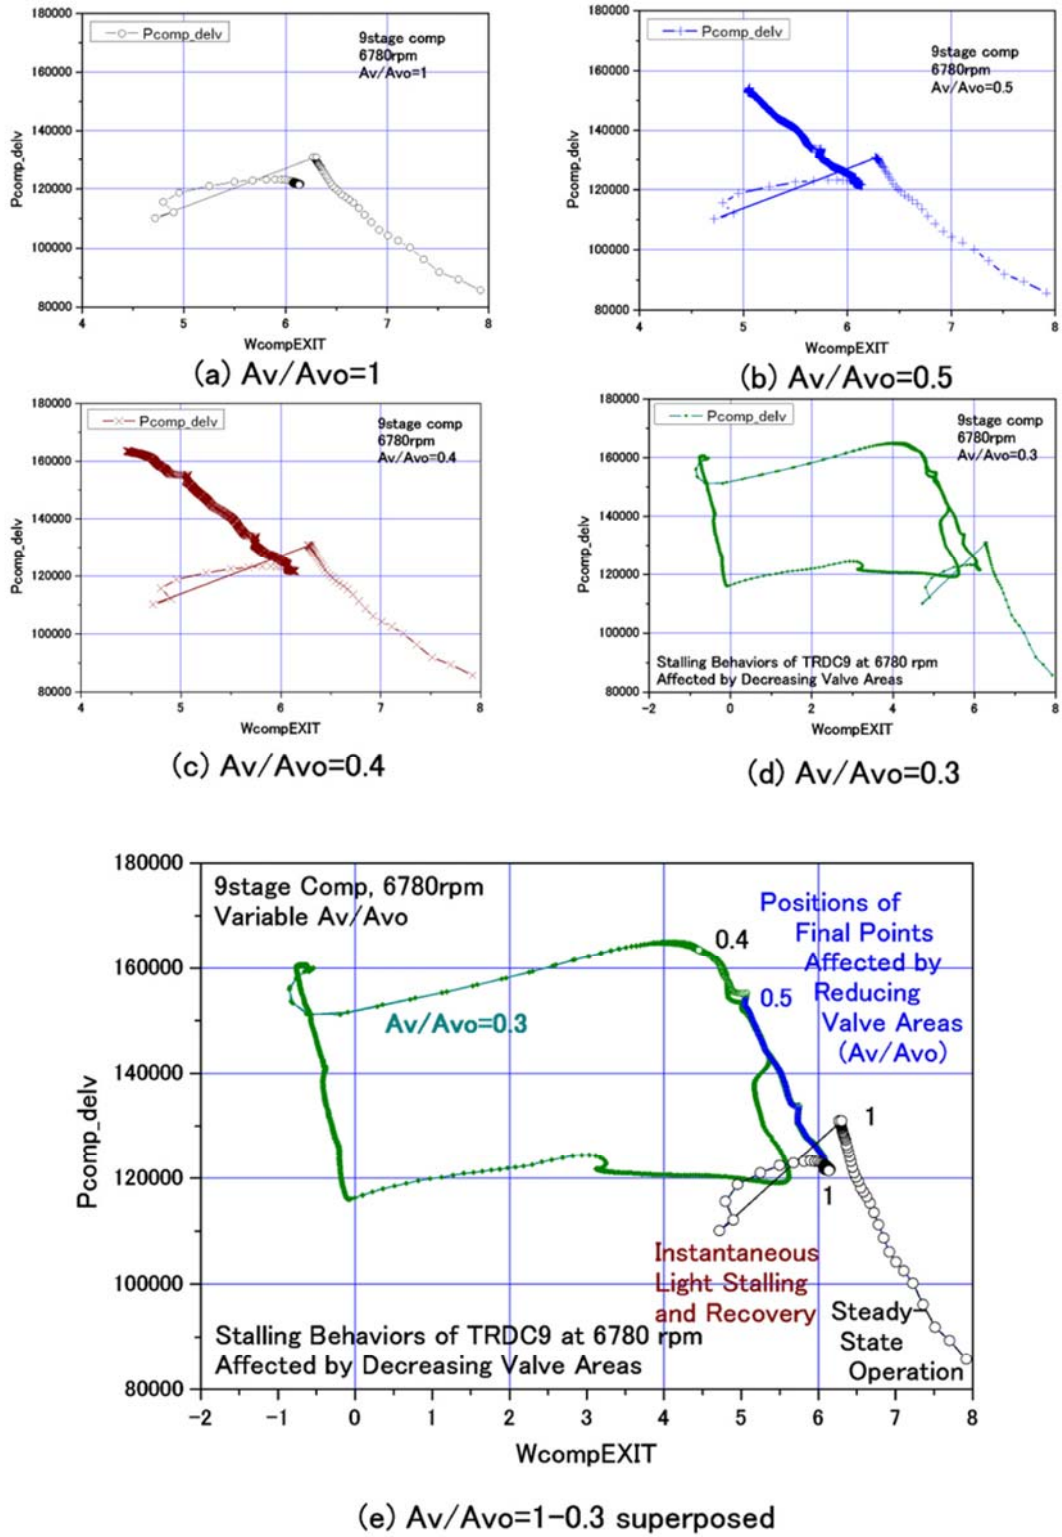 180000
160000
140000
120000
100000
80000
Pcomp_delv
Pcomp_delv
9stage comp
6780rpm
Av/Avo=1
4
5
6
7
8
WcompEXIT
(a) Av/Avo=1
180000
160000
140000
120000
100000
80000
Pcomp_delv
Pcomp_delv
9stage comp
6780rpm
Av/Avo=0.5
4
5
6
7
8
WcompEXIT
(b) Av/Avo=0.5
180000
160000
140000
120000
100000
80000
Pcomp_delv
Pcomp_delv
9stage comp
6780rpm
Av/Avo=0.4
4
5
6
7
8
WcompEXIT
(c) Av/Avo=0.4
180000
160000
140000
120000
100000
80000
Pcomp_delv
Pcomp_delv
9stage comp
6780rpm
Av/Avo=0.3
Stalling Behaviors of TRDC9 at 6780 rpm
Affected by Decreasing Valve Areas
-2
0
2
4
6
8
WcompEXIT
(d) Av/Avo=0.3
180000
160000
140000
120000
100000
80000
Pcomp_delv
9stage Comp, 6780rpm
Variable Av/Avo
Positions of
Final Points
Affected by
Reducing
Valve Areas
(Av/Avo)
0.4
0.5
Av/Avo=0.3
1
1
Instantaneous
Light Stalling
and Recovery
Steady-
State
Operation
Stalling Behaviors of TRDC9 at 6780 rpm
Affected by Decreasing Valve Areas
-2
-1
0
1
2
3
4
5
6
7
8
WcompEXIT
(e) Av/Avo=1-0.3 superposed